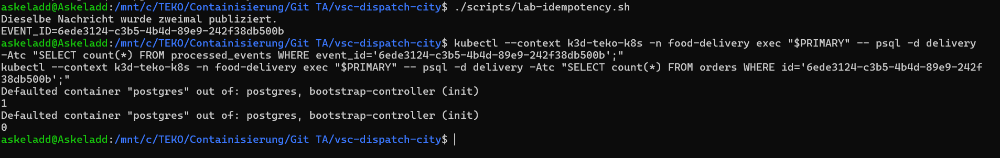 askeladd@Askeladd:/mnt/c/TEKO/Containisierung/Git TA/vsc-dispatch-city$ ./scripts/lab-idempotency.sh
Dieselbe Nachricht wurde zweimal publiziert.
EVENT_ID=6ede3124-c3b5-4b4d-89e9-242f38db500b
askeladd@Askeladd:/mnt/c/TEKO/Containisierung/Git TA/vsc-dispatch-city$ kubectl --context k3d-teko-k8s -n food-delivery exec "$PRIMARY" -- psql -d delivery
-Atc "SELECT count(*) FROM processed_events WHERE event_id='6ede3124-c3b5-4b4d-89e9-242f38db500b';"
kubectl --context k3d-teko-k8s -n food-delivery exec "$PRIMARY" -- psql -d delivery -Atc "SELECT count(*) FROM orders WHERE id='6ede3124-c3b5-4b4d-89e9-242f
38db500b';"
Defaulted container "postgres" out of: postgres, bootstrap-controller (init)
1
Defaulted container "postgres" out of: postgres, bootstrap-controller (init)
0
askeladd@Askeladd:/mnt/c/TEKO/Containisierung/Git TA/vsc-dispatch-city$